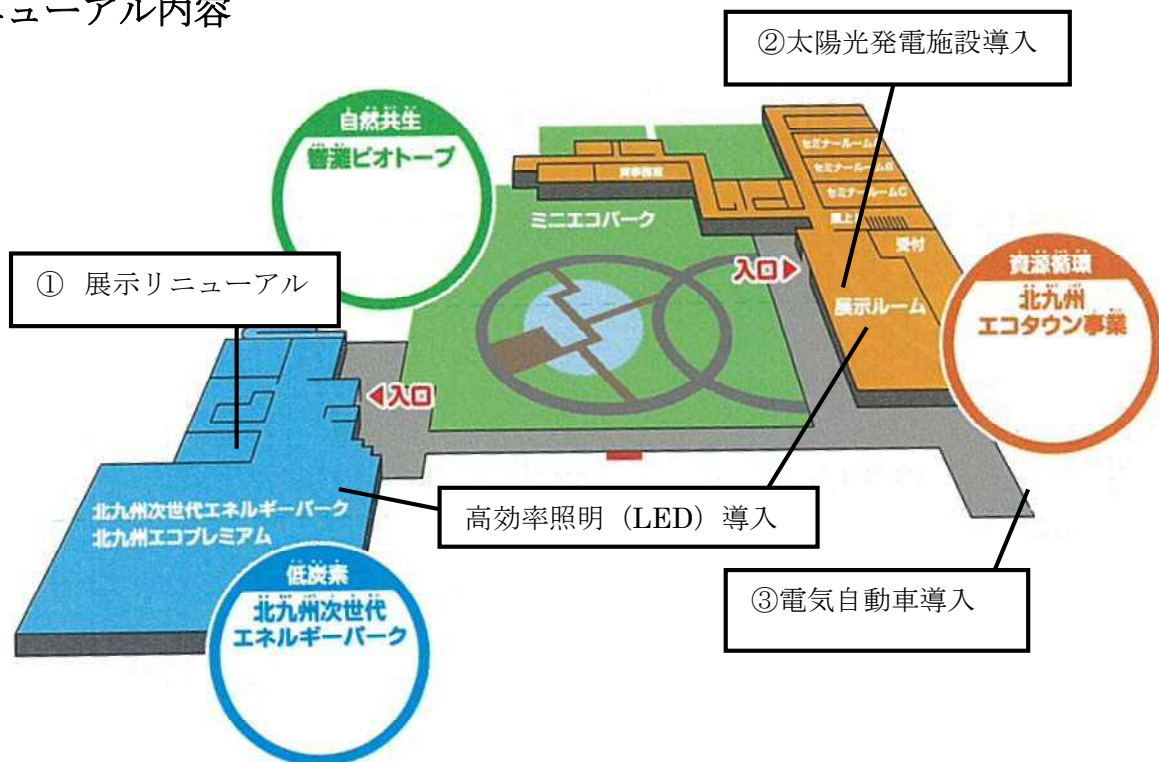 ニューアル内容
②太陽光発電施設導入
自然共生
響灘ビオトープ
セミナールームA
セミナールームB
セミナールームC
ミニエコパーク
受付
入口
① 展示リニューアル
展示ルーム
資源循環
北九州
エコタウン事業
入口
北九州次世代エネルギーパーク
北九州エコプレミアム
高効率照明（LED）導入
低炭素
北九州次世代
エネルギーパーク
③電気自動車導入